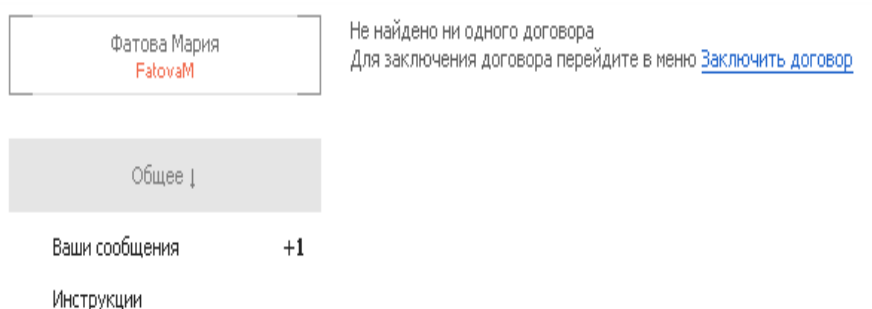 Фатова Мария
FatovaM
Не найдено ни одного договора
Для заключения договора перейдите в меню Заключить договор
Общее ↓
Ваши сообщения +1
Инструкции